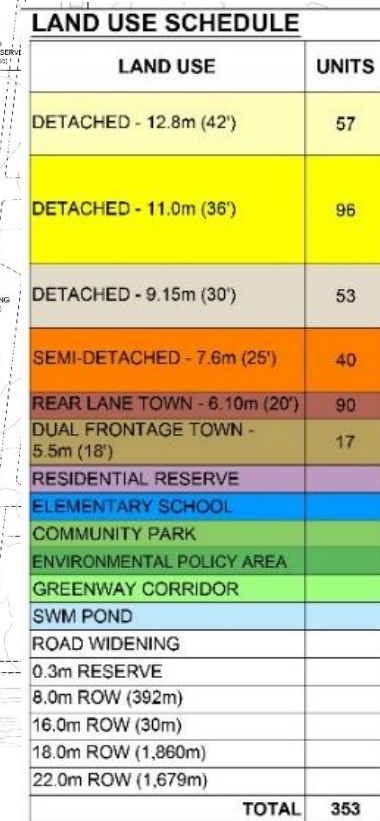 LAND USE SCHEDULE
LAND USE UNITS
DETACHED - 12.8m (42') 57
DETACHED - 11.0m (36') 96
DETACHED - 9.15m (30') 53
SEMI-DETACHED - 7.6m (25') 40
REAR LANE TOWN - 6.10m (20') 90
DUAL FRONTAGE TOWN -
5.5m (18') 17
RESIDENTIAL RESERVE
ELEMENTARY SCHOOL
COMMUNITY PARK
ENVIRONMENTAL POLICY AREA
GREENWAY CORRIDOR
SWM POND
ROAD WIDENING
0.3m RESERVE
8.0m ROW (392m)
16.0m ROW (30m)
18.0m ROW (1,860m)
22.0m ROW (1,679m)
TOTAL 353